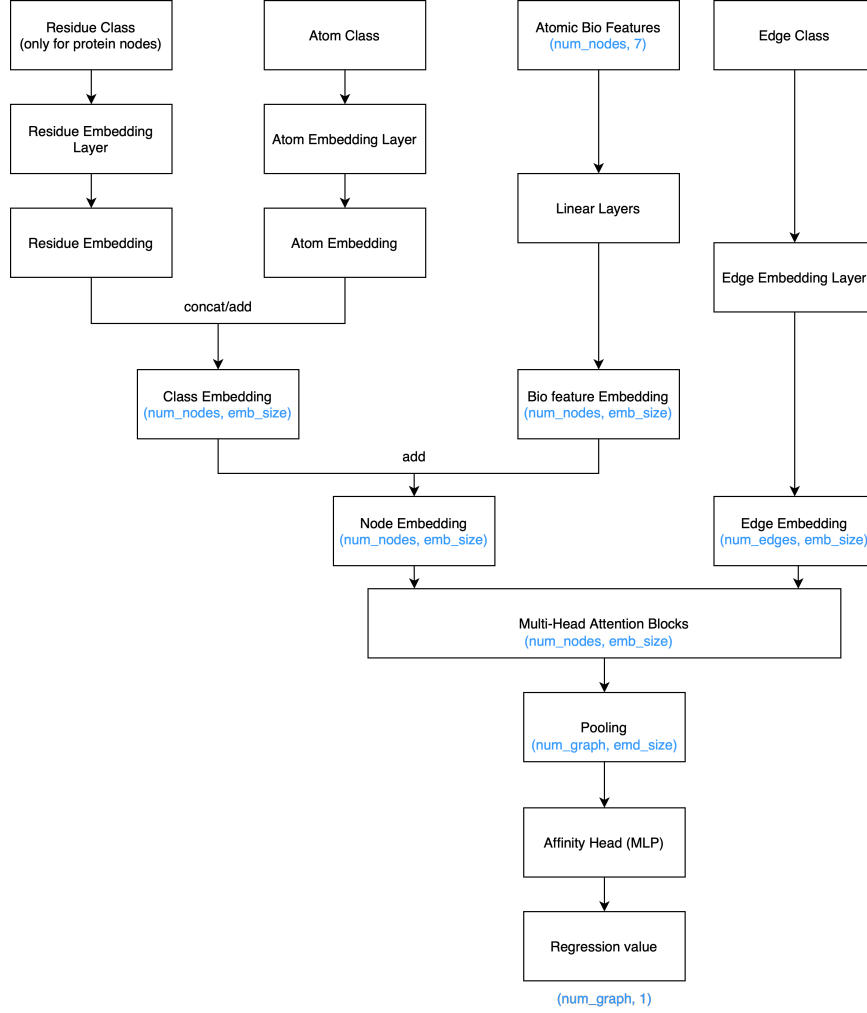 Residue Class
(only for protein nodes)
Atom Class
Atomic Bio Features
(num_nodes, 7)
Edge Class
Residue Embedding
Layer
Atom Embedding Layer
Linear Layers
Residue Embedding
Atom Embedding
Edge Embedding Layer
concat/add
Class Embedding
(num_nodes, emb_size)
Bio feature Embedding
(num_nodes, emb_size)
add
Node Embedding
(num_nodes, emb_size)
Edge Embedding
(num_edges, emb_size)
Multi-Head Attention Blocks
(num_nodes, emb_size)
Pooling
(num_graph, emd_size)
Affinity Head (MLP)
Regression value
(num_graph, 1)